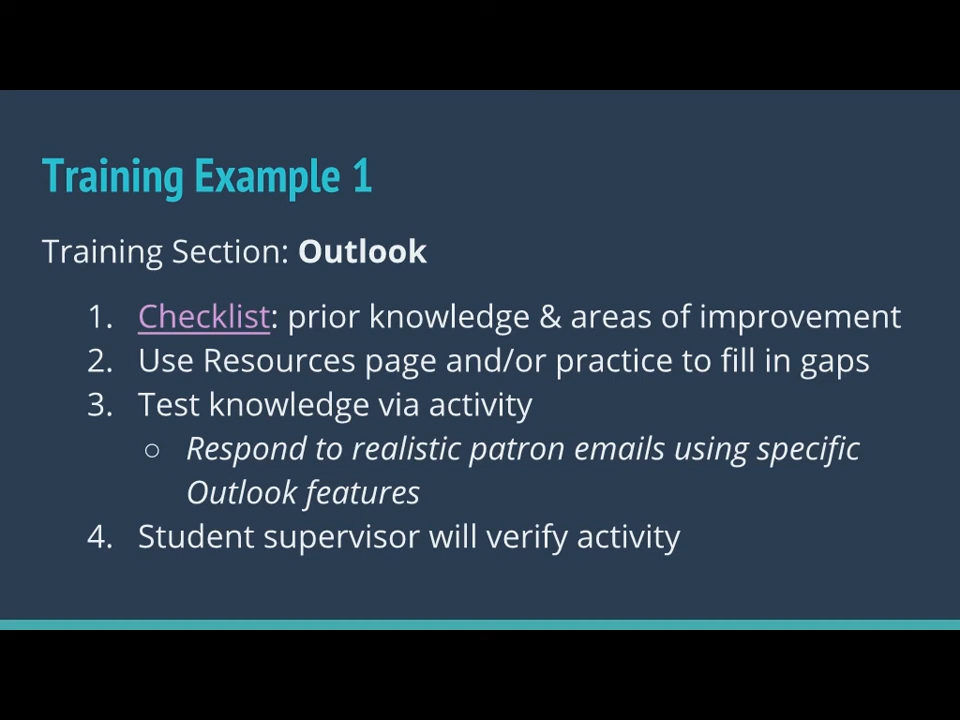 Training Example 1
Training Section: Outlook
1. Checklist: prior knowledge & areas of improvement
2. Use Resources page and/or practice to fill in gaps
3. Test knowledge via activity
○ Respond to realistic patron emails using specific
Outlook features
4. Student supervisor will verify activity